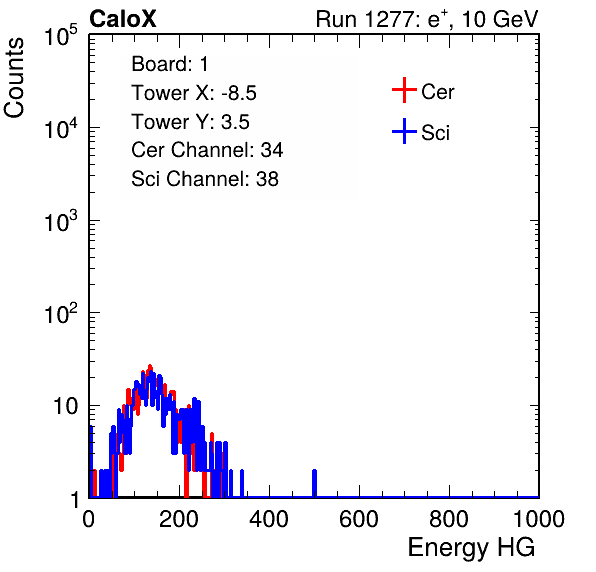 CaloX Run 1277: e⁺, 10 GeV
Counts
10⁵
10⁴
10³
10²
10
1
Board: 1
Tower X: -8.5
Tower Y: 3.5
Cer Channel: 34
Sci Channel: 38
Cer
Sci
0 200 400 600 800 1000
Energy HG